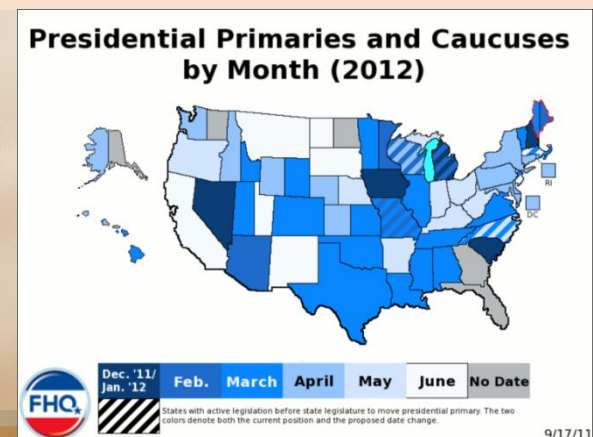 Presidential Primaries and Caucuses
by Month (2012)
RI
DC
Dec. '11/
Jan. '12
Feb.
March
April
May
June
No Date
FHQ
States with active legislation before state legislature to move presidential primary. The two
colors denote both the current position and the proposed date change.
9/17/11